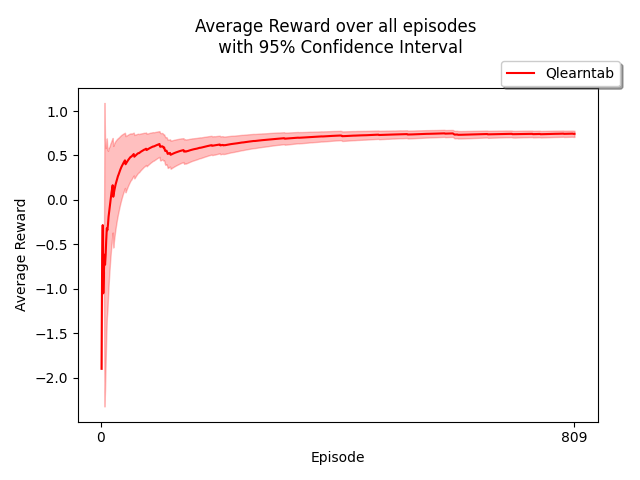 Average Reward over all episodes
with 95% Confidence Interval
Qlearntab
1.0
0.5
0.0
−0.5
−1.0
−1.5
−2.0
Average Reward
0
809
Episode